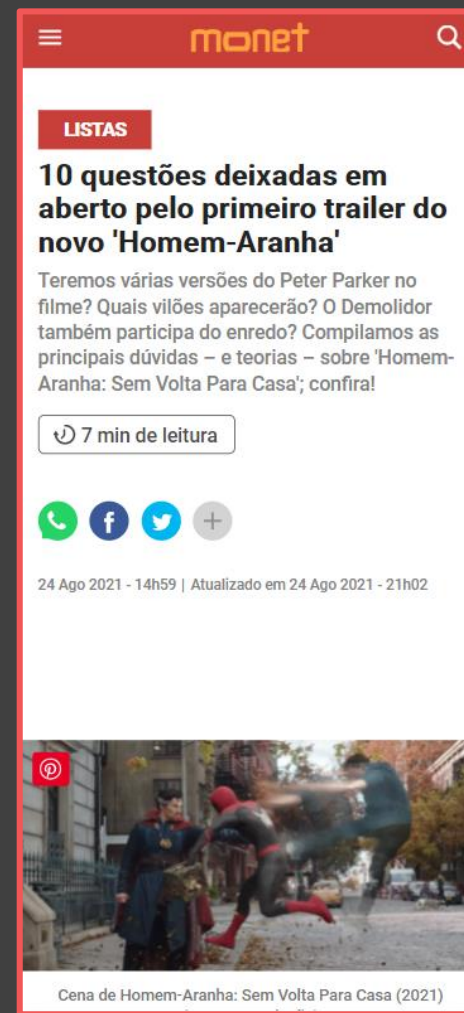 monet
LISTAS
10 questões deixadas em
aberto pelo primeiro trailer do
novo 'Homem-Aranha'
Teremos várias versões do Peter Parker no
filme? Quais vilões aparecerão? O Demolidor
também participa do enredo? Compilamos as
principais dúvidas – e teorias – sobre 'Homem-
Aranha: Sem Volta Para Casa'; confira!
7 min de leitura
24 Ago 2021 - 14h59 | Atualizado em 24 Ago 2021 - 21h02
Cena de Homem-Aranha: Sem Volta Para Casa (2021)